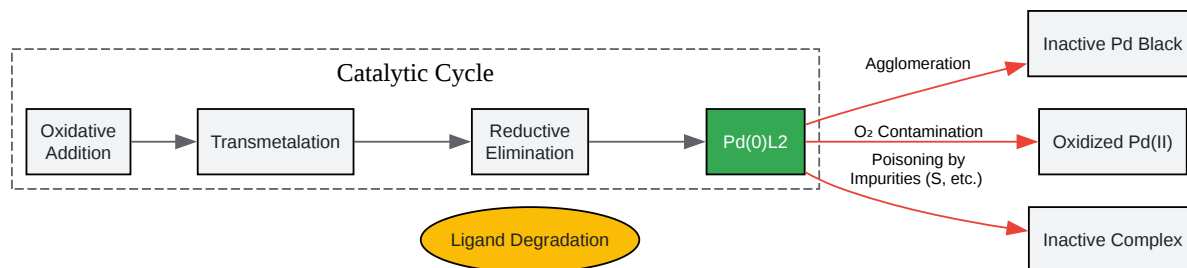 Catalytic Cycle
Oxidative
Addition
Transmetalation
Reductive
Elimination
Pd(0)L2
Agglomeration
O₂ Contamination
Poisoning by
Impurities (S, etc.)
Inactive Pd Black
Oxidized Pd(II)
Inactive Complex
Ligand Degradation